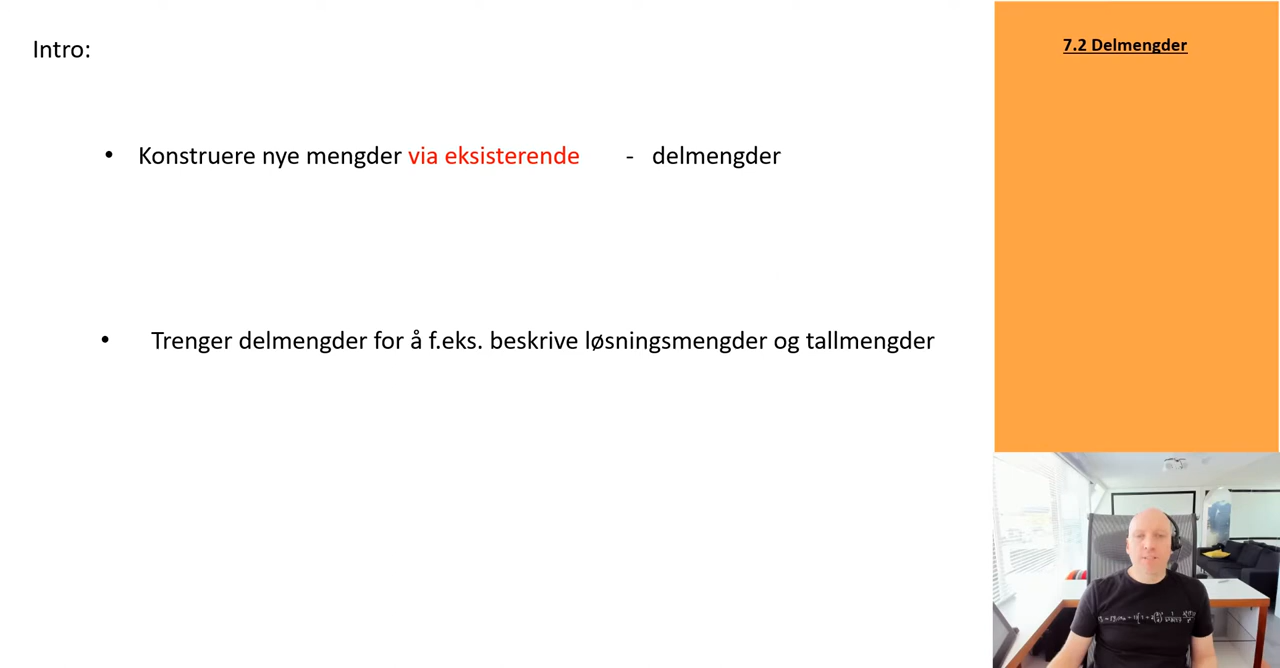 Intro:
7.2 Delmengder
• Konstruere nye mengder via eksisterende - delmengder
• Trenger delmengder for å f.eks. beskrive løsningsmengder og tallmengder